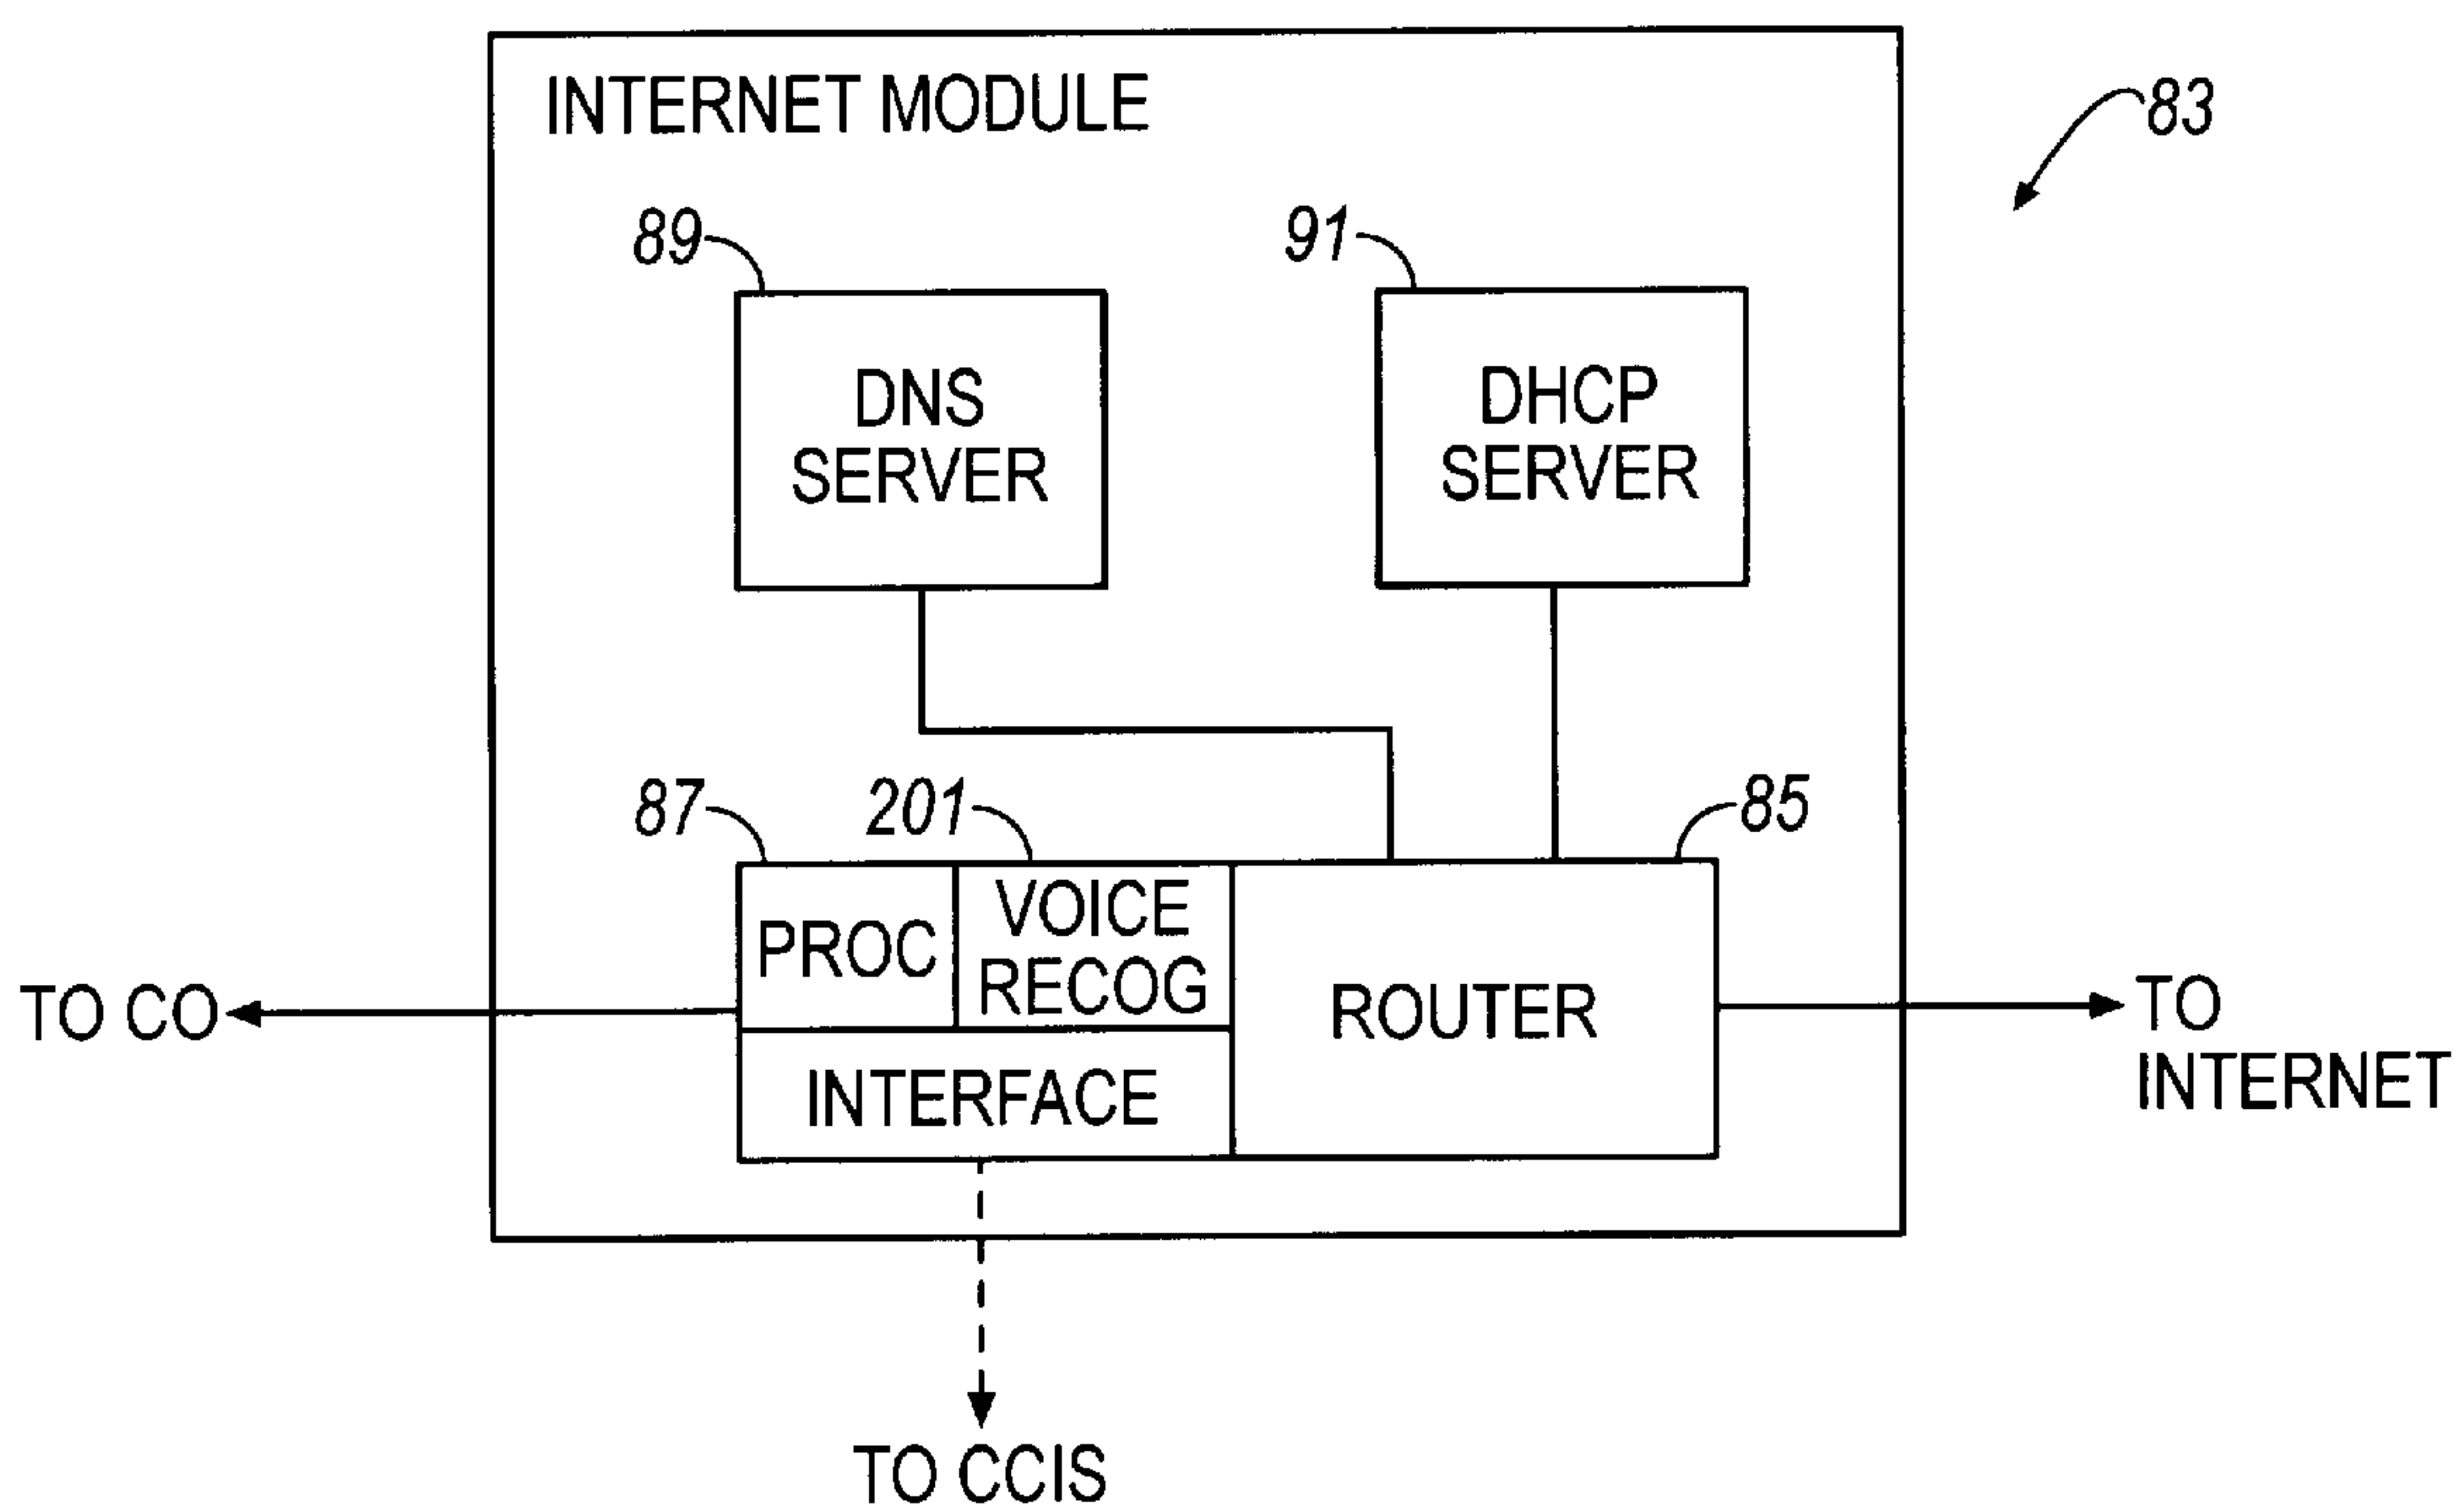 INTERNET MODULE
83
89
91
DNS
SERVER
DHCP
SERVER
87
201
85
PROC
VOICE
RECOG
ROUTER
INTERFACE
TO CO
TO
INTERNET
TO CCIS